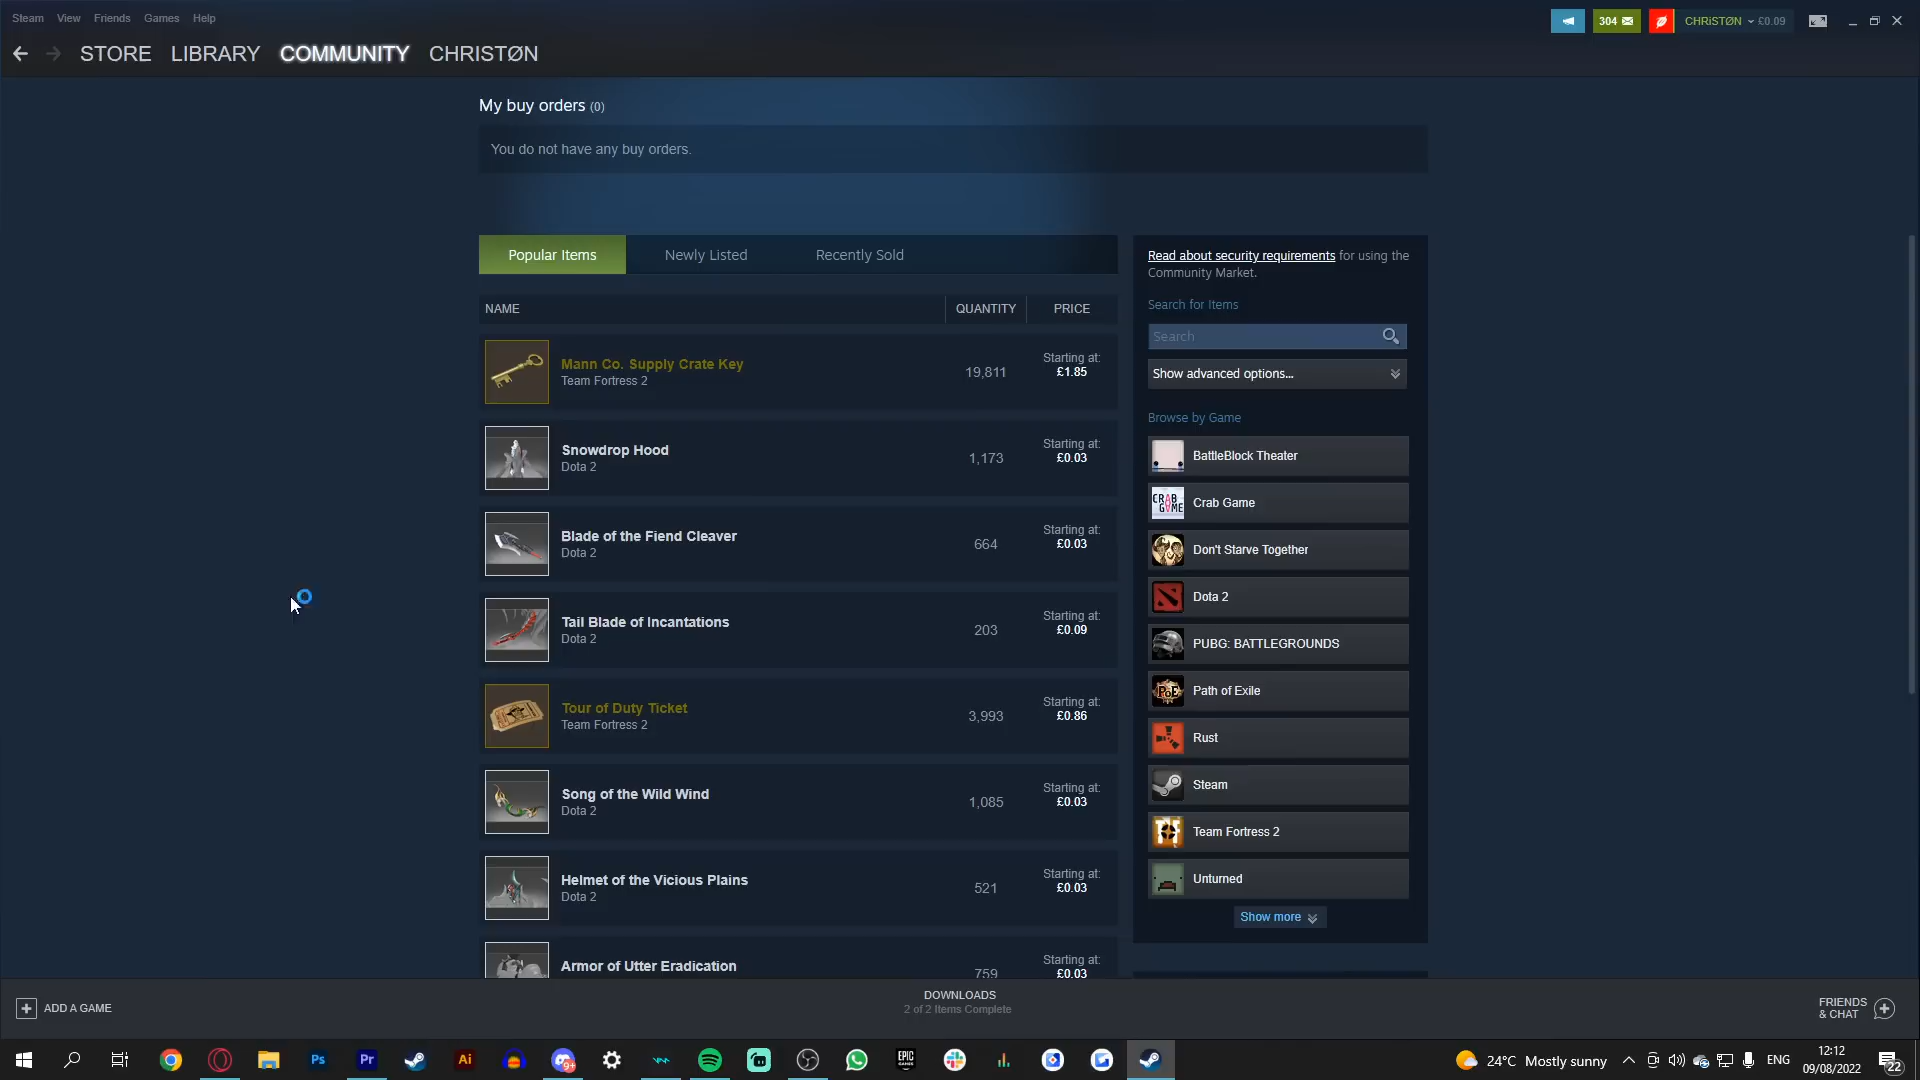 Steam View Friends Games Help
304
CHRiSTØN £0.09
STORE LIBRARY COMMUNITY CHRISTØN
My buy orders (0)
You do not have any buy orders.
Popular Items Newly Listed Recently Sold
NAME QUANTITY PRICE
Mann Co. Supply Crate Key
Team Fortress 2
19,811
Starting at:
£1.85
Snowdrop Hood
Dota 2
1,173
Starting at:
£0.03
Blade of the Fiend Cleaver
Dota 2
664
Starting at:
£0.03
Tail Blade of Incantations
Dota 2
203
Starting at:
£0.09
Tour of Duty Ticket
Team Fortress 2
3,993
Starting at:
£0.86
Song of the Wild Wind
Dota 2
1,085
Starting at:
£0.03
Helmet of the Vicious Plains
Dota 2
521
Starting at:
£0.03
Armor of Utter Eradication
759
Starting at:
£0.03
Read about security requirements for using the
Community Market.
Search for Items
Search
Show advanced options...
Browse by Game
BattleBlock Theater
CRAB GAME
Crab Game
Don't Starve Together
Dota 2
PUBG: BATTLEGROUNDS
PoE
Path of Exile
Rust
Steam
Team Fortress 2
Unturned
Show more
ADD A GAME
DOWNLOADS
2 of 2 Items Complete
FRIENDS
& CHAT
Ps
Pr
Ai
9+
EPIC GAMES
24°C Mostly sunny
ENG
12:12
09/08/2022
22